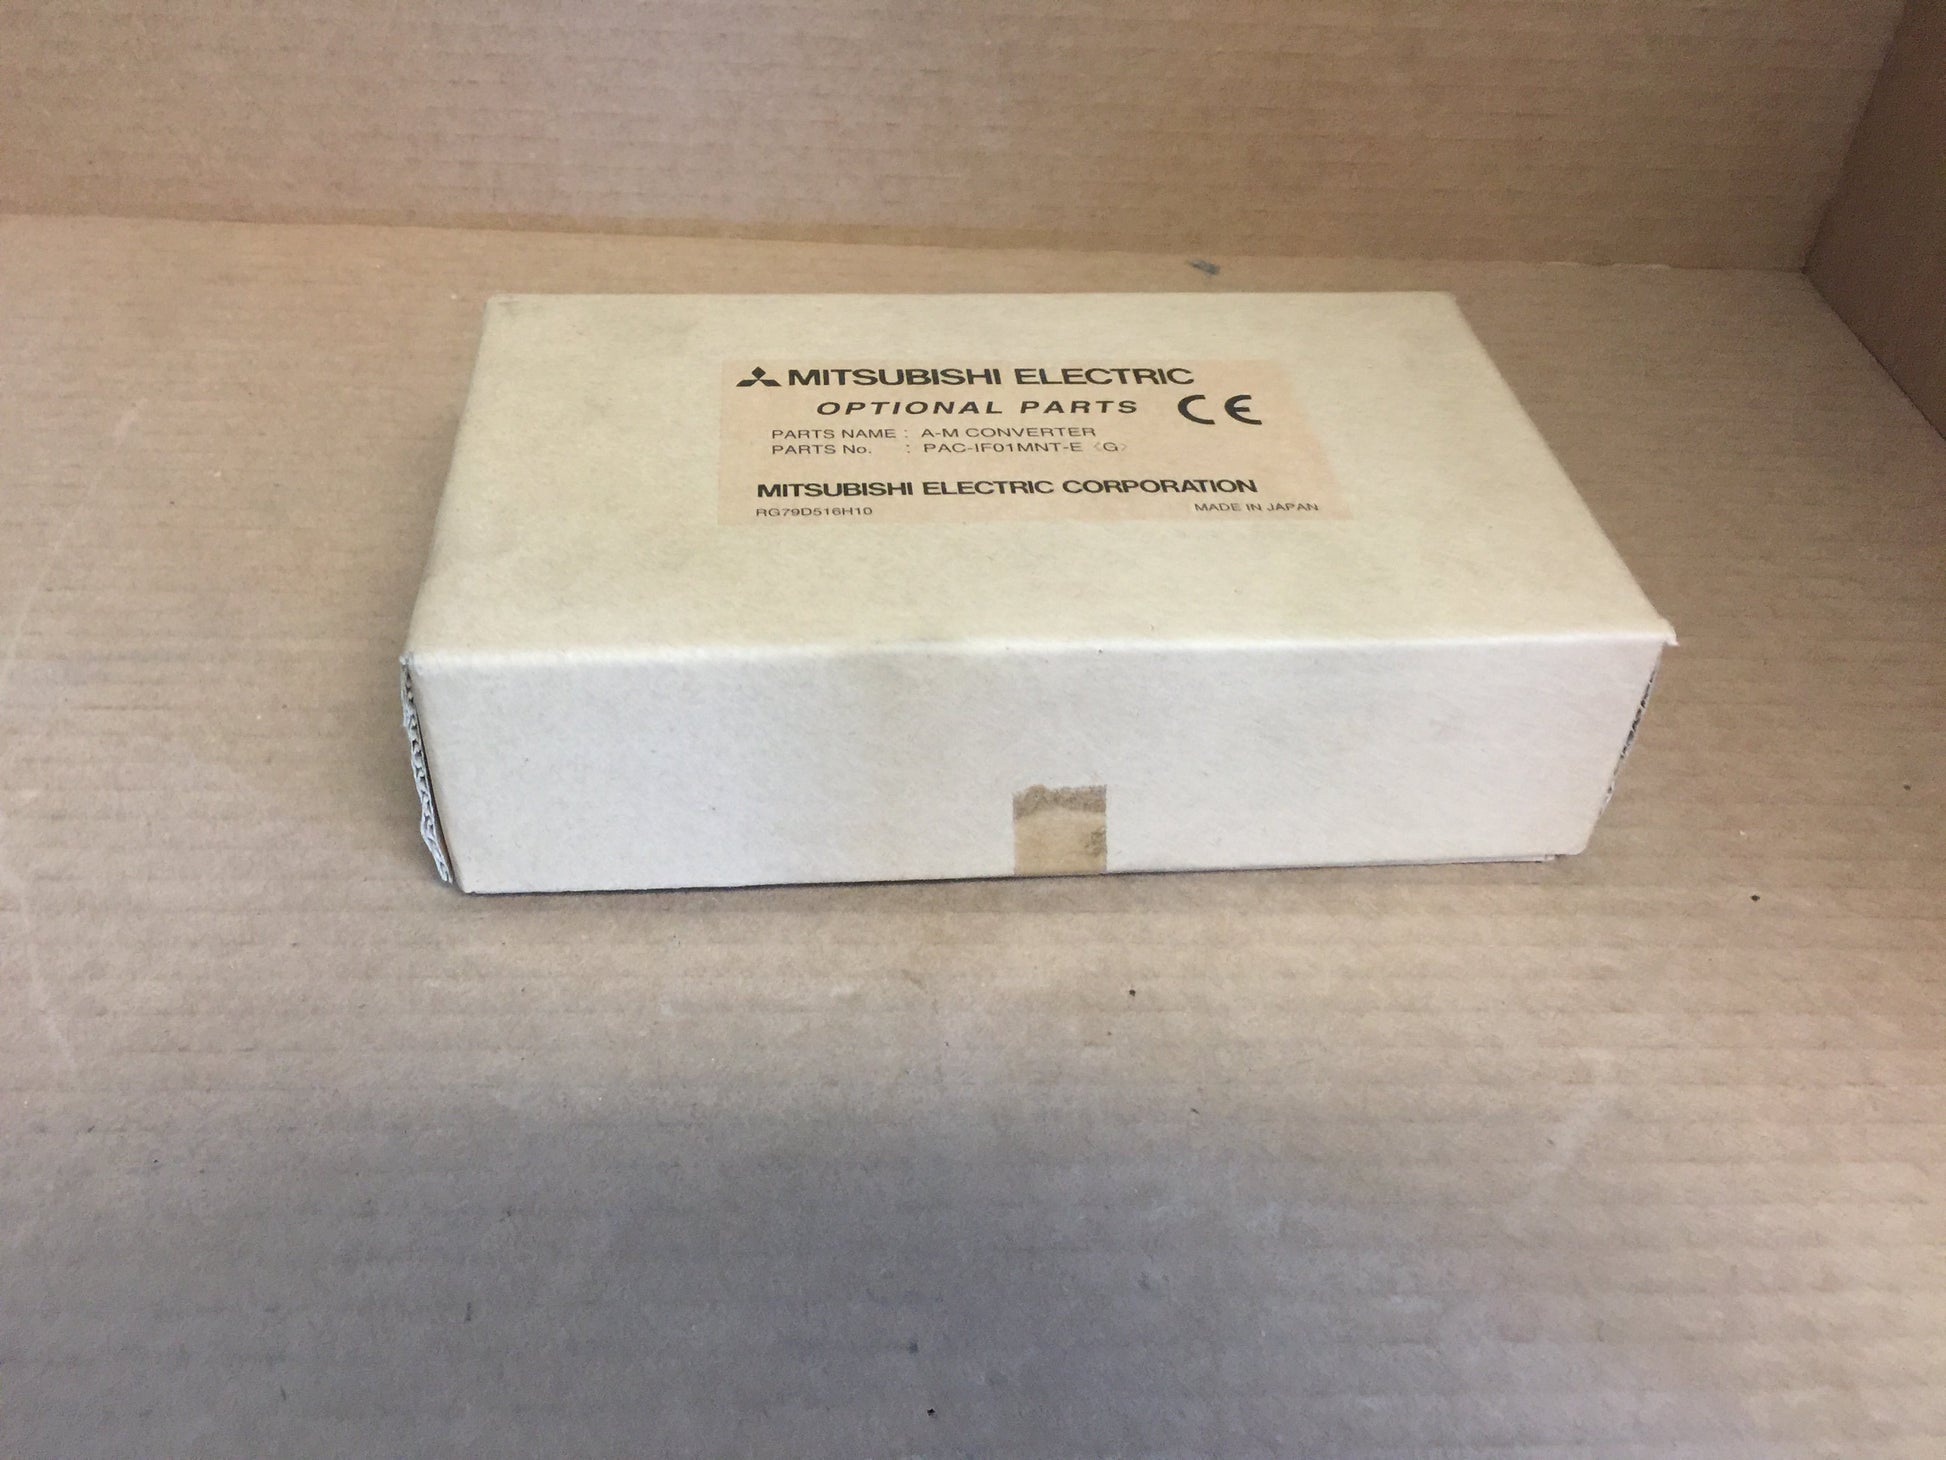 MITSUBISHI ELECTRIC
OPTIONAL PARTS CE
PARTS NAME : A-M CONVERTER
PARTS No. : PAC-IF01MNT-E <G>
MITSUBISHI ELECTRIC CORPORATION
RG79D516H10 MADE IN JAPAN